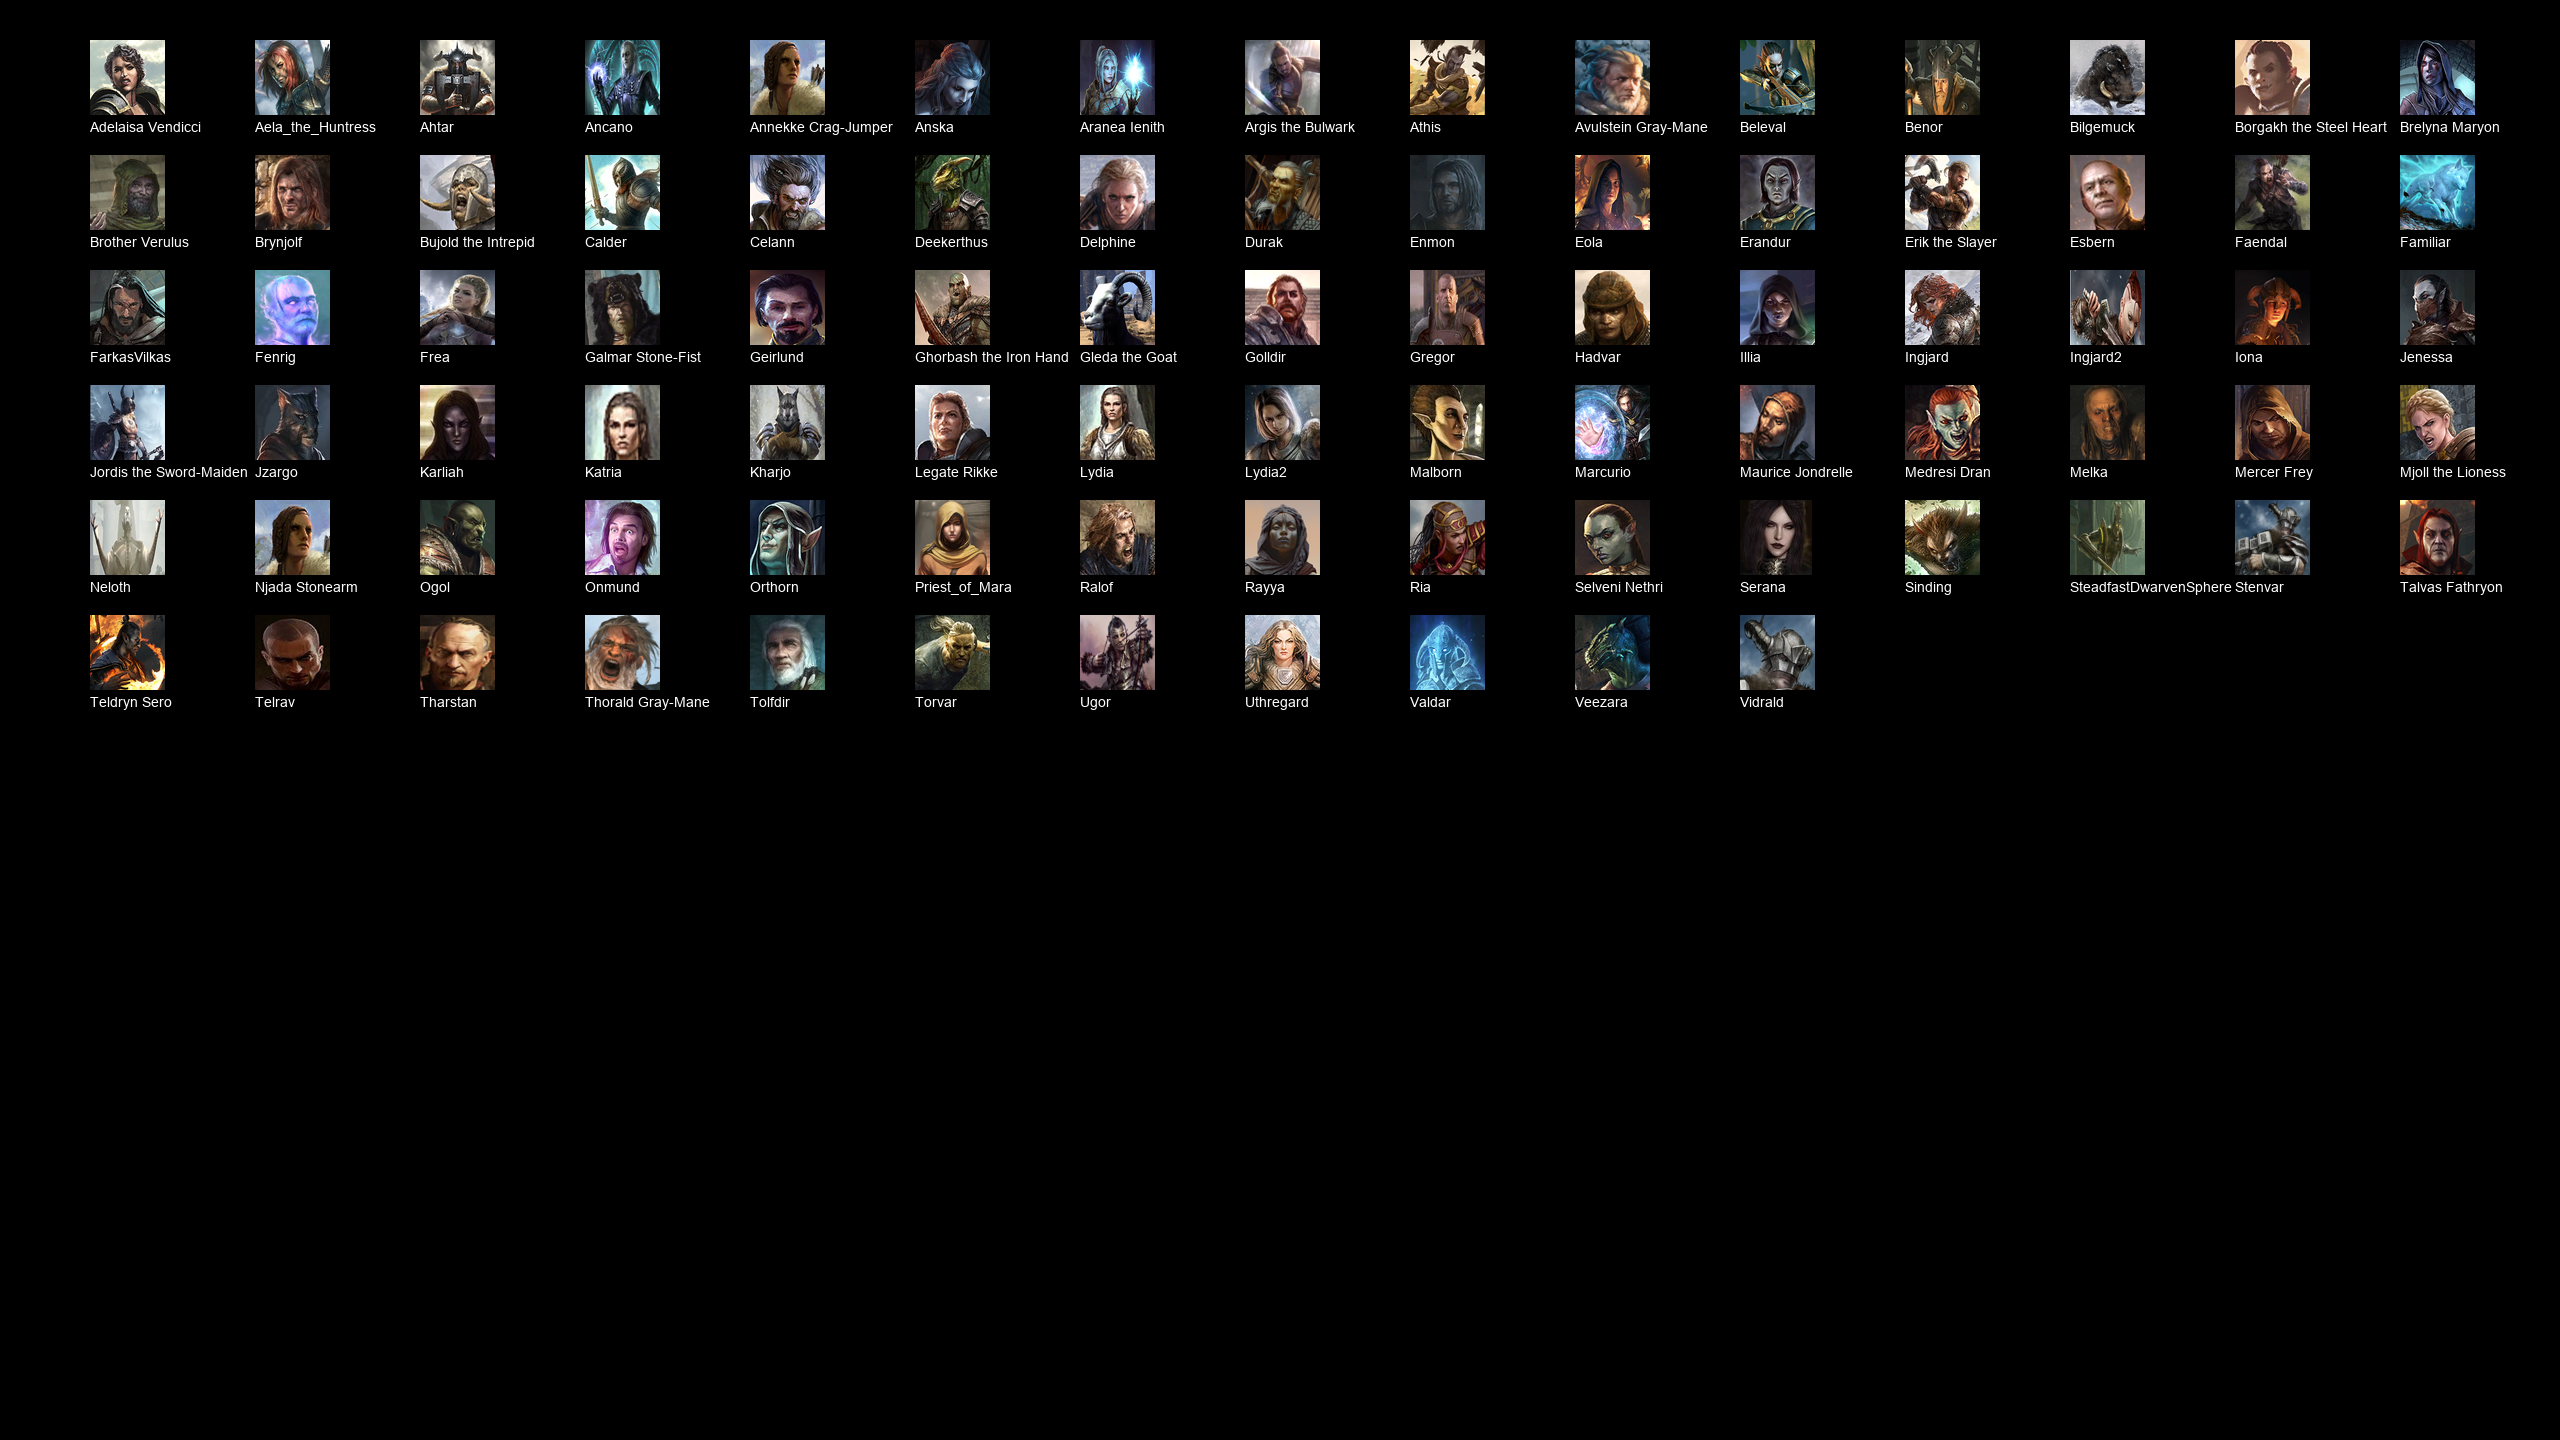 Adelaisa Vendicci Aela_the_Huntress Ahtar Ancano Annekke Crag-Jumper Anska Aranea Ienith Argis the Bulwark Athis Avulstein Gray-Mane Beleval Benor Bilgemuck Borgakh the Steel Heart Brelyna Maryon
Brother Verulus Brynjolf Bujold the Intrepid Calder Celann Deekerthus Delphine Durak Enmon Eola Erandur Erik the Slayer Esbern Faendal Familiar
FarkasVilkas Fenrig Frea Galmar Stone-Fist Geirlund Ghorbash the Iron Hand Gleda the Goat Golldir Gregor Hadvar Illia Ingjard Ingjard2 Iona Jenessa
Jordis the Sword-Maiden Jzargo Karliah Katria Kharjo Legate Rikke Lydia Lydia2 Malborn Marcurio Maurice Jondrelle Medresi Dran Melka Mercer Frey Mjoll the Lioness
Neloth Njada Stonearm Ogol Onmund Orthorn Priest_of_Mara Ralof Rayya Ria Selveni Nethri Serana Sinding SteadfastDwarvenSphere Stenvar Talvas Fathryon
Teldryn Sero Telrav Tharstan Thorald Gray-Mane Tolfdir Torvar Ugor Uthregard Valdar Veezara Vidrald